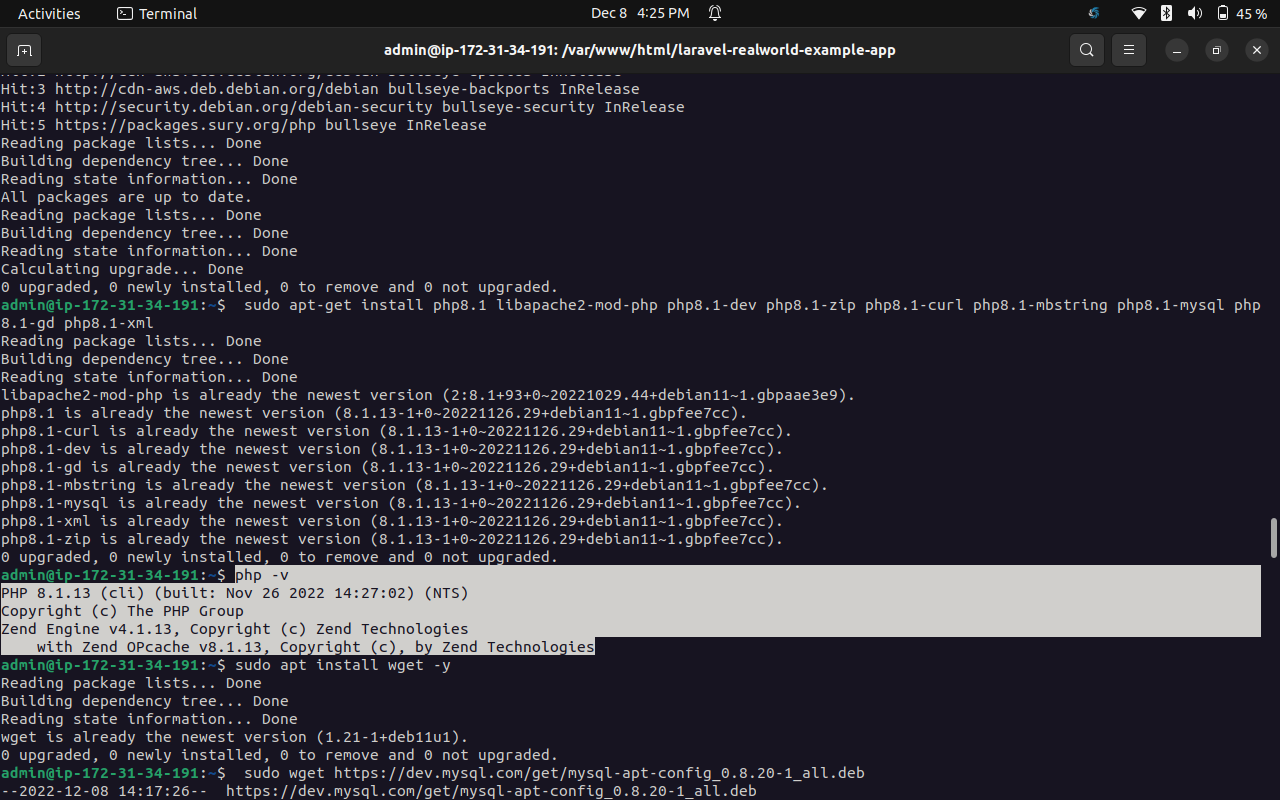 Activities
Terminal
Dec 8 4:25 PM
45 %
admin@ip-172-31-34-191: /var/www/html/laravel-realworld-example-app
Hit:3 http://cdn-aws.deb.debian.org/debian bullseye-backports InRelease
Hit:4 http://security.debian.org/debian-security bullseye-security InRelease
Hit:5 https://packages.sury.org/php bullseye InRelease
Reading package lists... Done
Building dependency tree... Done
Reading state information... Done
All packages are up to date.
Reading package lists... Done
Building dependency tree... Done
Reading state information... Done
Calculating upgrade... Done
0 upgraded, 0 newly installed, 0 to remove and 0 not upgraded.
admin@ip-172-31-34-191:~$  sudo apt-get install php8.1 libapache2-mod-php php8.1-dev php8.1-zip php8.1-curl php8.1-mbstring php8.1-mysql php
8.1-gd php8.1-xml
Reading package lists... Done
Building dependency tree... Done
Reading state information... Done
libapache2-mod-php is already the newest version (2:8.1+93+0~20221029.44+debian11~1.gbpaae3e9).
php8.1 is already the newest version (8.1.13-1+0~20221126.29+debian11~1.gbpfee7cc).
php8.1-curl is already the newest version (8.1.13-1+0~20221126.29+debian11~1.gbpfee7cc).
php8.1-dev is already the newest version (8.1.13-1+0~20221126.29+debian11~1.gbpfee7cc).
php8.1-gd is already the newest version (8.1.13-1+0~20221126.29+debian11~1.gbpfee7cc).
php8.1-mbstring is already the newest version (8.1.13-1+0~20221126.29+debian11~1.gbpfee7cc).
php8.1-mysql is already the newest version (8.1.13-1+0~20221126.29+debian11~1.gbpfee7cc).
php8.1-xml is already the newest version (8.1.13-1+0~20221126.29+debian11~1.gbpfee7cc).
php8.1-zip is already the newest version (8.1.13-1+0~20221126.29+debian11~1.gbpfee7cc).
0 upgraded, 0 newly installed, 0 to remove and 0 not upgraded.
admin@ip-172-31-34-191:~$ php -v
PHP 8.1.13 (cli) (built: Nov 26 2022 14:27:02) (NTS)
Copyright (c) The PHP Group
Zend Engine v4.1.13, Copyright (c) Zend Technologies
    with Zend OPcache v8.1.13, Copyright (c), by Zend Technologies
admin@ip-172-31-34-191:~$ sudo apt install wget -y
Reading package lists... Done
Building dependency tree... Done
Reading state information... Done
wget is already the newest version (1.21-1+deb11u1).
0 upgraded, 0 newly installed, 0 to remove and 0 not upgraded.
admin@ip-172-31-34-191:~$  sudo wget https://dev.mysql.com/get/mysql-apt-config_0.8.20-1_all.deb
--2022-12-08 14:17:26--  https://dev.mysql.com/get/mysql-apt-config_0.8.20-1_all.deb